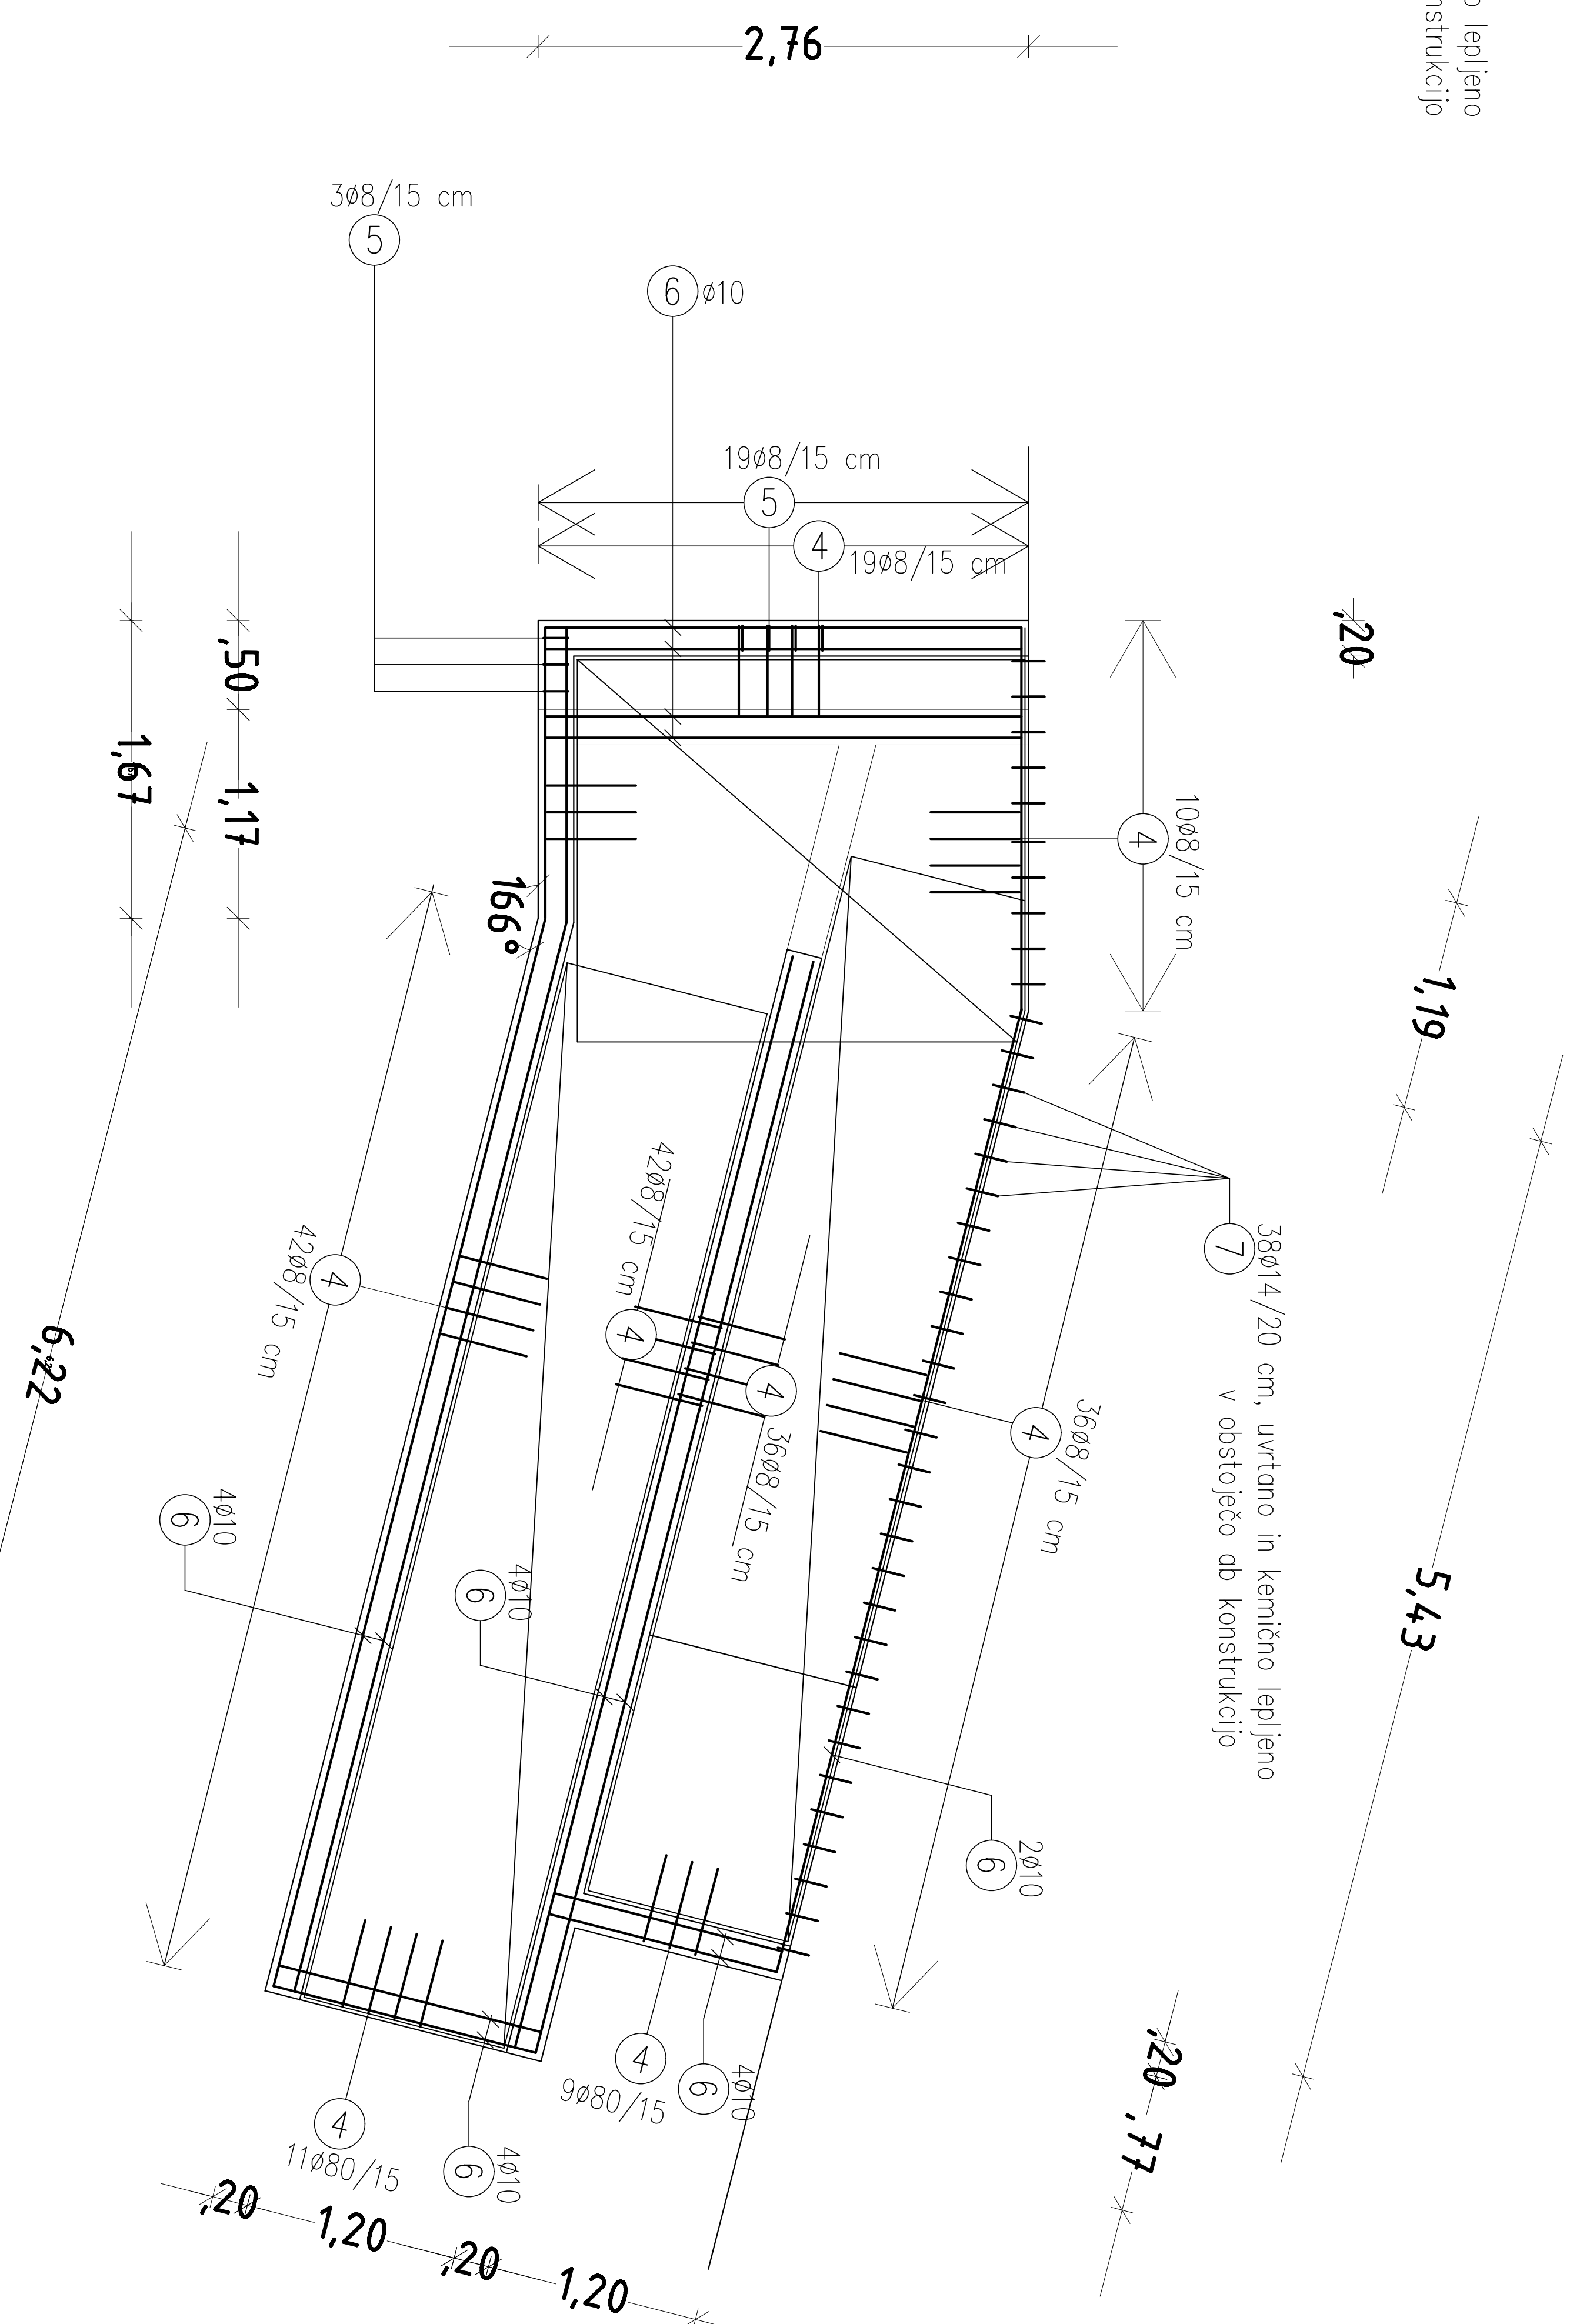 o lepljeno
nstrukcijo
2,76
3ø8/15 cm
5
6 ø10
19ø8/15 cm
5
4
19ø8/15 cm
,20
,50
1,67
1,17
10ø8/15 cm
4
166°
1,19
7
38ø14/20 cm, uvrtano in kemično lepljeno
v obstoječo ab konstrukcijo
42ø8/15 cm
4
42ø8/15 cm
4
4
36ø8/15 cm
4
36ø8/15 cm
6,22
5,43
4ø10
6
4ø10
6
2ø10
6
4
9ø80/15
4ø10
6
4
11ø80/15
4ø10
6
,20
,77
,20
1,20
,20
1,20